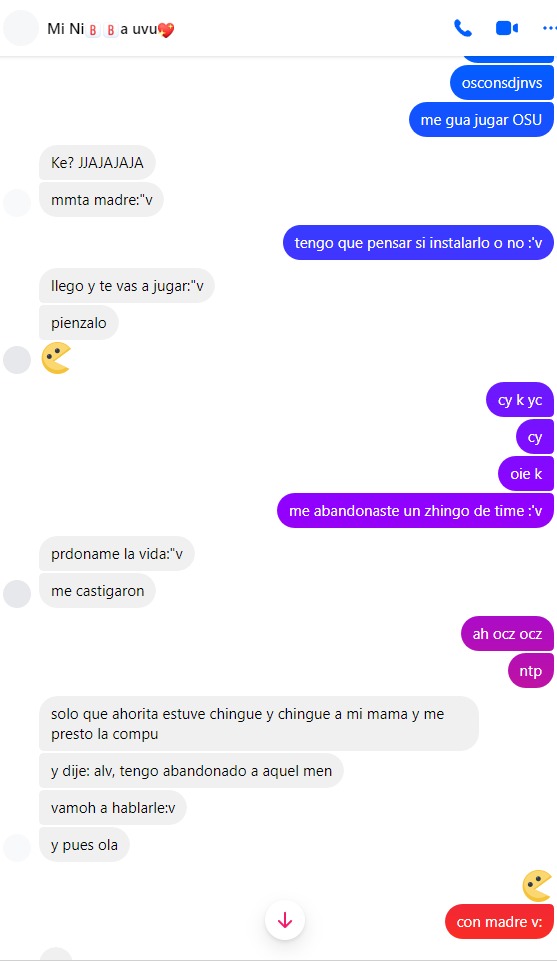 Mi Ni🅱️🅱️a uvu💖
osconsdjnvs
me gua jugar OSU
Ke? JJAJAJAJA
mmta madre:"v
tengo que pensar si instalarlo o no :'v
llego y te vas a jugar:"v
pienzalo
cy k yc
cy
oie k
me abandonaste un zhingo de time :'v
prdoname la vida:"v
me castigaron
ah ocz ocz
ntp
solo que ahorita estuve chingue y chingue a mi mama y me
presto la compu
y dije: alv, tengo abandonado a aquel men
vamoh a hablarle:v
y pues ola
con madre v: